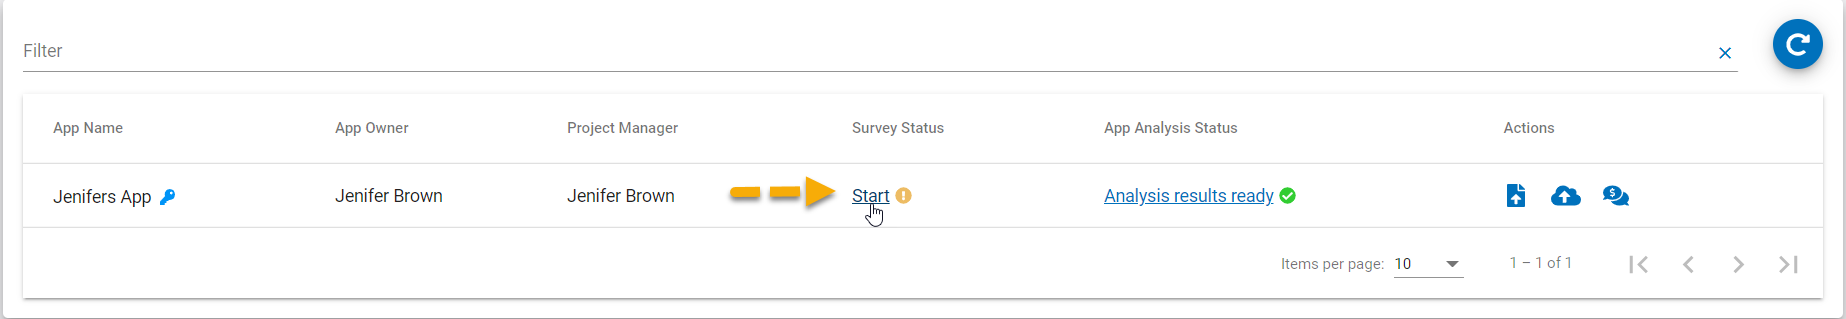 Filter
App Name App Owner Project Manager Survey Status App Analysis Status Actions
Jenifers App Jenifer Brown Jenifer Brown Start Analysis results ready
Items per page: 10 1 – 1 of 1